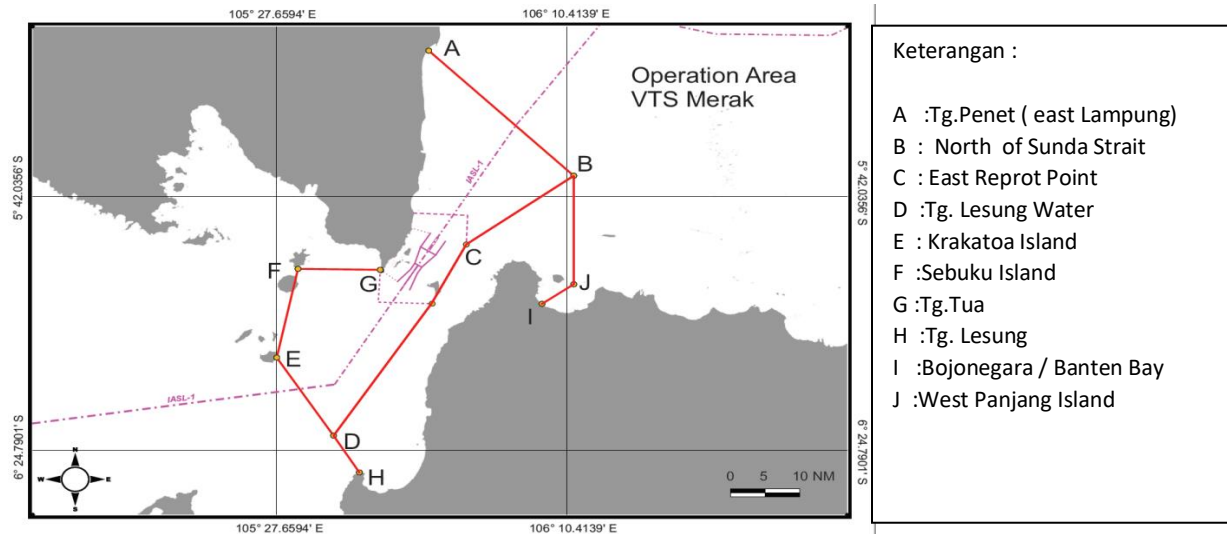 105° 27.6594' E
106° 10.4139' E
A
Operation Area
VTS Merak
B
5° 42.0356' S
5° 42.0356' S
IASL-1
C
F
G
J
I
E
IASL-1
D
H
6° 24.7901' S
6° 24.7901' S
N
W
E
S
0 5 10 NM
105° 27.6594' E
106° 10.4139' E
Keterangan :
A :Tg.Penet ( east Lampung)
B : North of Sunda Strait
C : East Reprot Point
D :Tg. Lesung Water
E : Krakatoa Island
F :Sebuku Island
G :Tg.Tua
H :Tg. Lesung
I :Bojonegara / Banten Bay
J :West Panjang Island